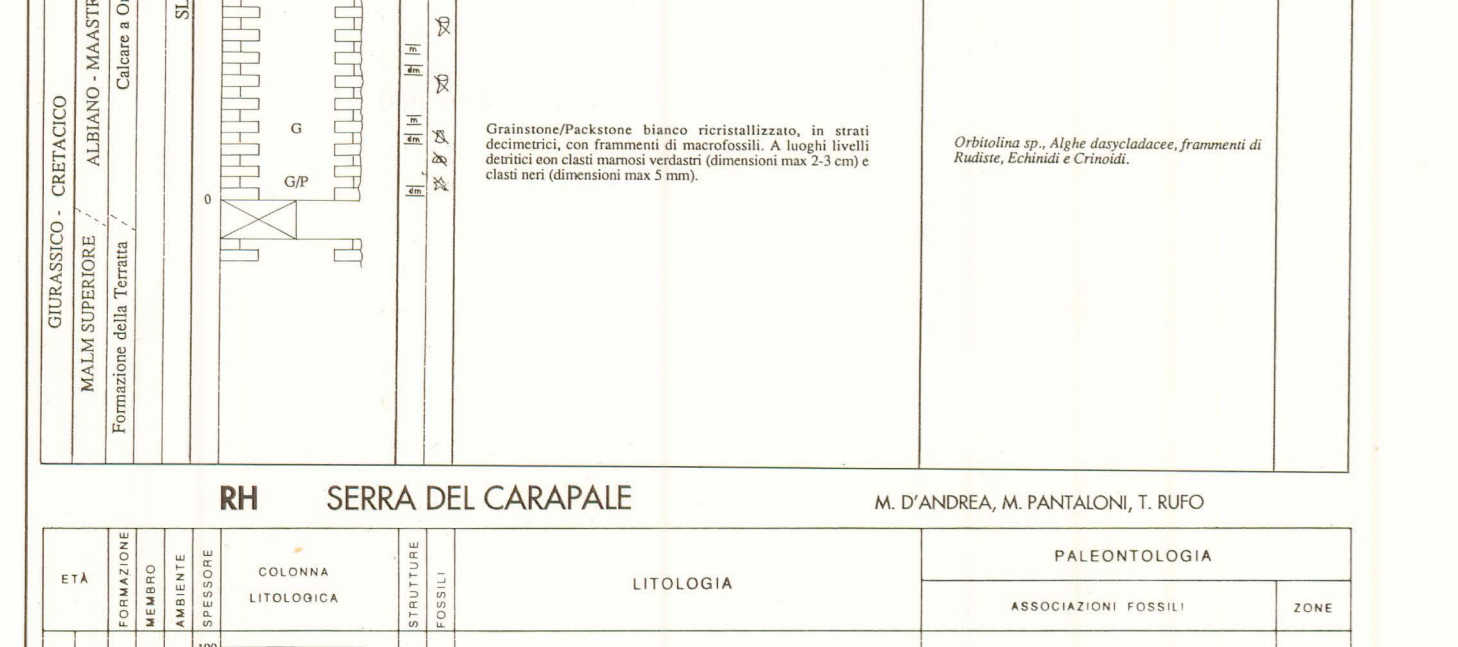 GIURASSICO - CRETACICO
MALM SUPERIORE
ALBIANO - MAASTR
Formazione della Terratta
Calcare a
0
G
G/P
m
dm
m
dm
dm
Grainstone/Packstone bianco ricristallizzato, in strati
decimetrici, con frammenti di macrofossili. A luoghi livelli
detritici con clasti marnosi verdastri (dimensioni max 2-3 cm) e
clasti neri (dimensioni max 5 mm).
Orbitolina sp., Alghe dasycladacee, frammenti di
Rudiste, Echinidi e Crinoidi.
RH SERRA DEL CARAPALE M. D'ANDREA, M. PANTALONI, T. RUFO
ETÀ
FORMAZIONE
MEMBRO
AMBIENTE
SPESSORE
COLONNA
LITOLOGICA
STRUTTURE
FOSSILI
LITOLOGIA
PALEONTOLOGIA
ASSOCIAZIONI FOSSILI
ZONE